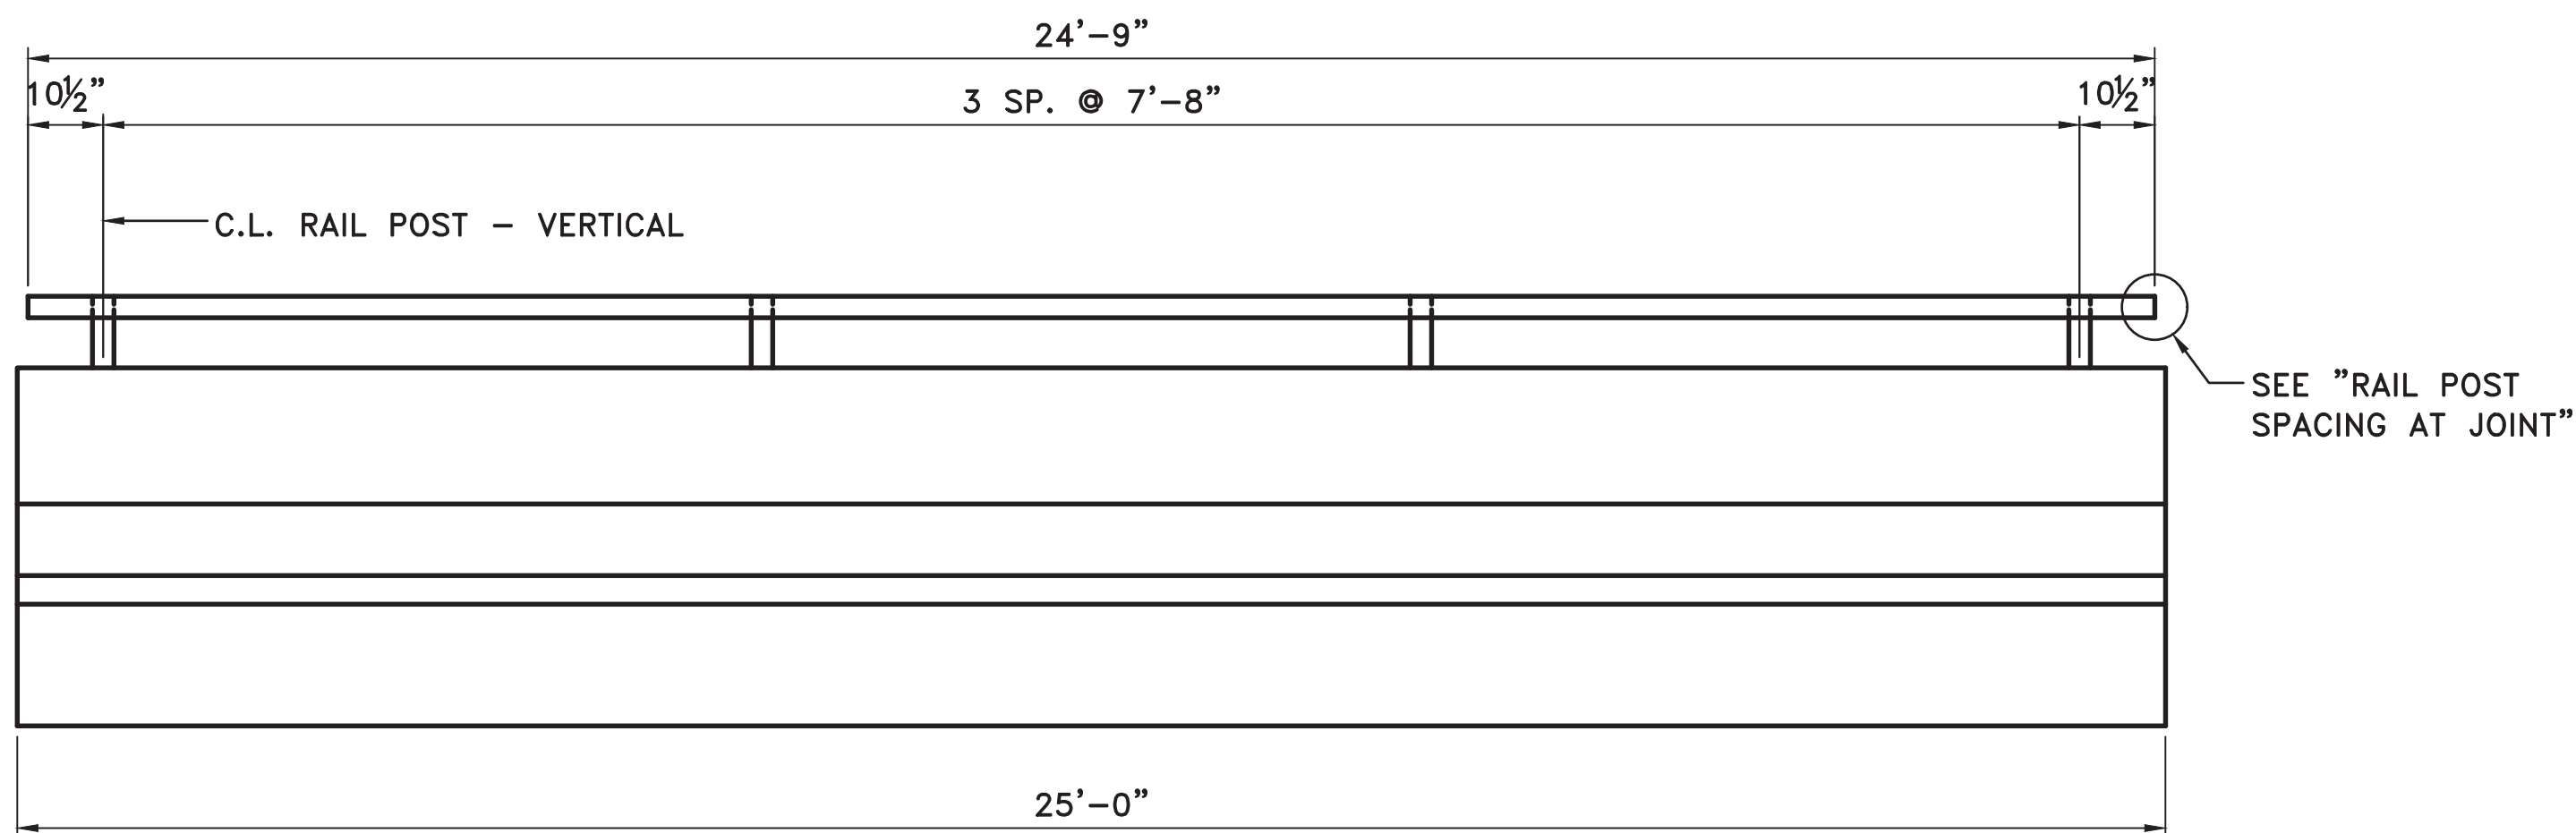 24'-9"
10½"
3 SP. @ 7'-8"
10½"
C.L. RAIL POST - VERTICAL
SEE "RAIL POST
SPACING AT JOINT"
25'-0"